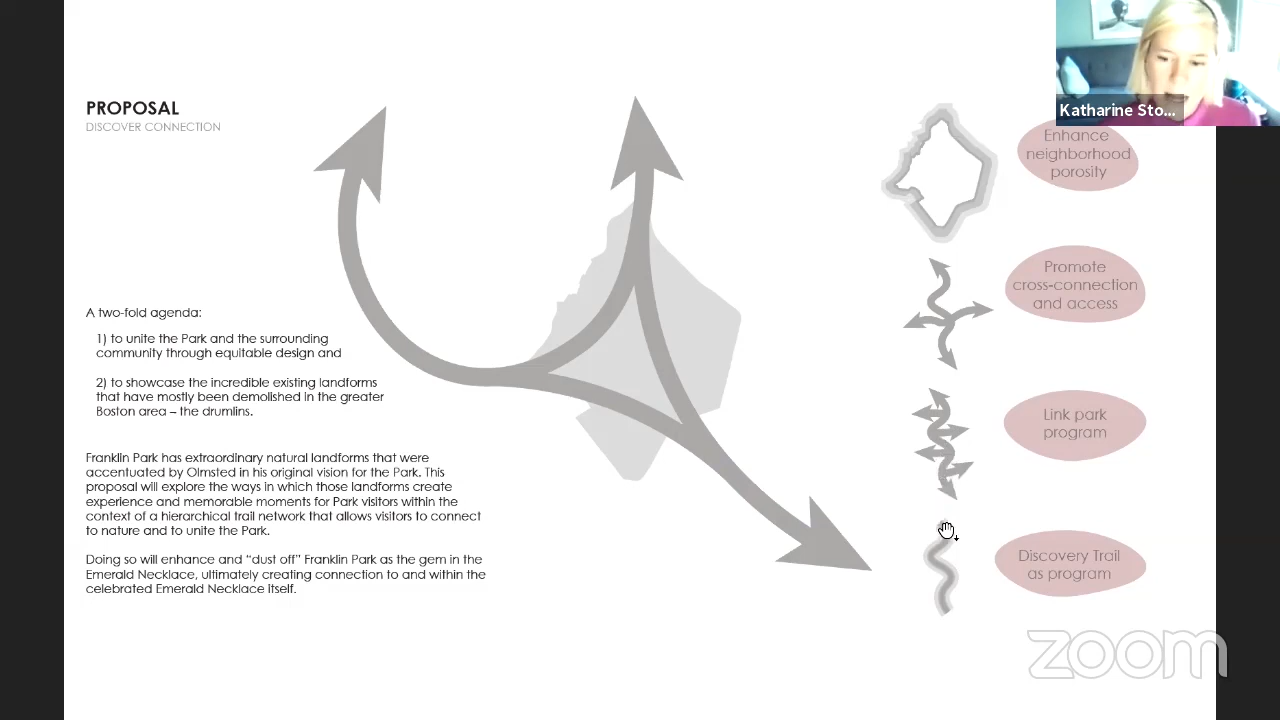 PROPOSAL
DISCOVER CONNECTION
A two-fold agenda:
1) to unite the Park and the surrounding
community through equitable design and
2) to showcase the incredible existing landforms
that have mostly been demolished in the greater
Boston area – the drumlins.
Franklin Park has extraordinary natural landforms that were
accentuated by Olmsted in his original vision for the Park. This
proposal will explore the ways in which those landforms create
experience and memorable moments for Park visitors within the
context of a hierarchical trail network that allows visitors to connect
to nature and to unite the Park.
Doing so will enhance and “dust off” Franklin Park as the gem in the
Emerald Necklace, ultimately creating connection to and within the
celebrated Emerald Necklace itself.
Katharine Sto...
Enhance
neighborhood
porosity
Promote
cross-connection
and access
Link park
program
Discovery Trail
as program
zoom